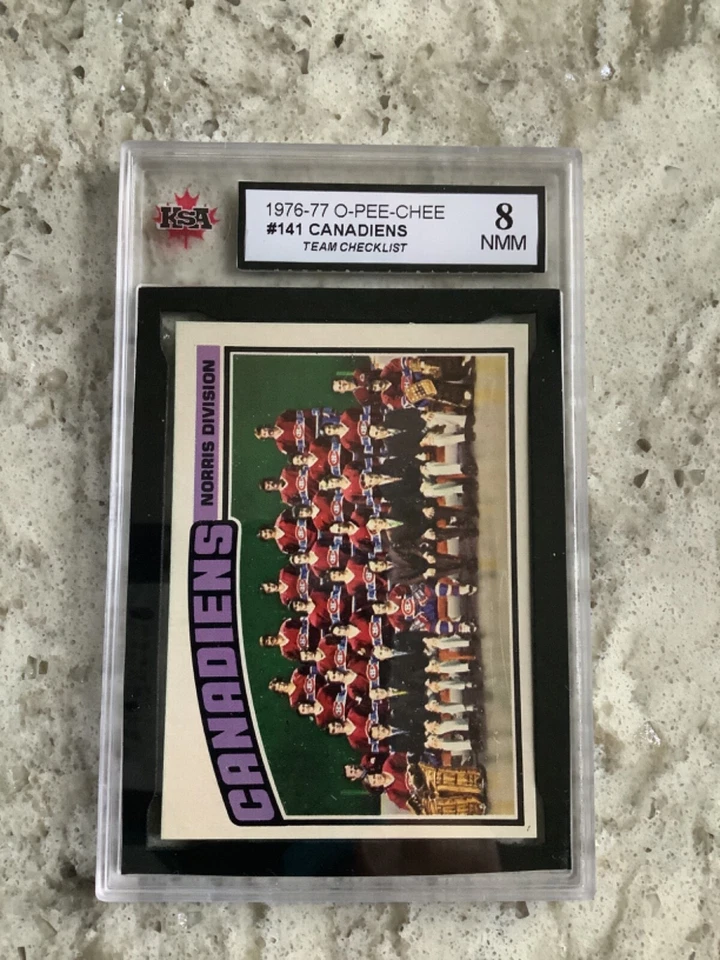 KSA
1976-77 O-PEE-CHEE
#141 CANADIENS
TEAM CHECKLIST
8
NMM
CANADIENS
NORRIS DIVISION